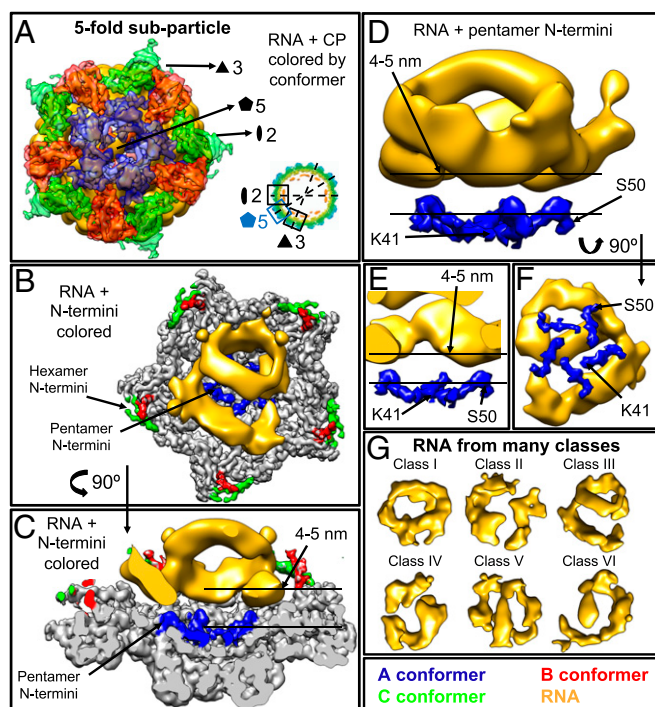 A
5-fold sub-particle
RNA + CP
colored by
conformer
3
5
2
2
5
3
B
RNA +
N-termini
colored
Hexamer
N-termini
Pentamer
N-termini
90°
C
RNA +
N-termini
colored
4-5 nm
Pentamer
N-termini
D
RNA + pentamer N-termini
4-5 nm
S50
K41
90°
E
4-5 nm
K41
S50
F
S50
K41
G
RNA from many classes
Class I
Class II
Class III
Class IV
Class V
Class VI
A conformer
B conformer
C conformer
RNA